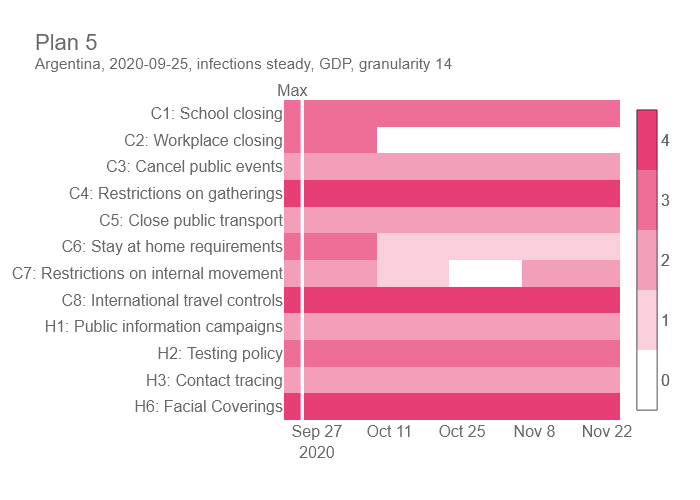 Plan 5
Argentina, 2020-09-25, infections steady, GDP, granularity 14
Max
C1: School closing
C2: Workplace closing
C3: Cancel public events
C4: Restrictions on gatherings
C5: Close public transport
C6: Stay at home requirements
C7: Restrictions on internal movement
C8: International travel controls
H1: Public information campaigns
H2: Testing policy
H3: Contact tracing
H6: Facial Coverings
4
3
2
1
0
Sep 27 Oct 11 Oct 25 Nov 8 Nov 22
2020